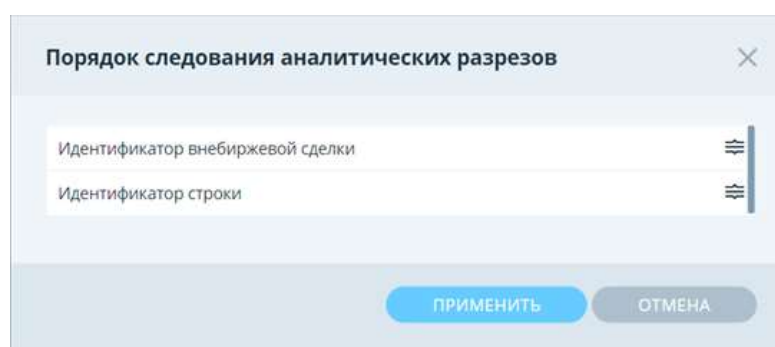 Порядок следования аналитических разрезов
Идентификатор внебиржевой сделки
Идентификатор строки
ПРИМЕНИТЬ ОТМЕНА